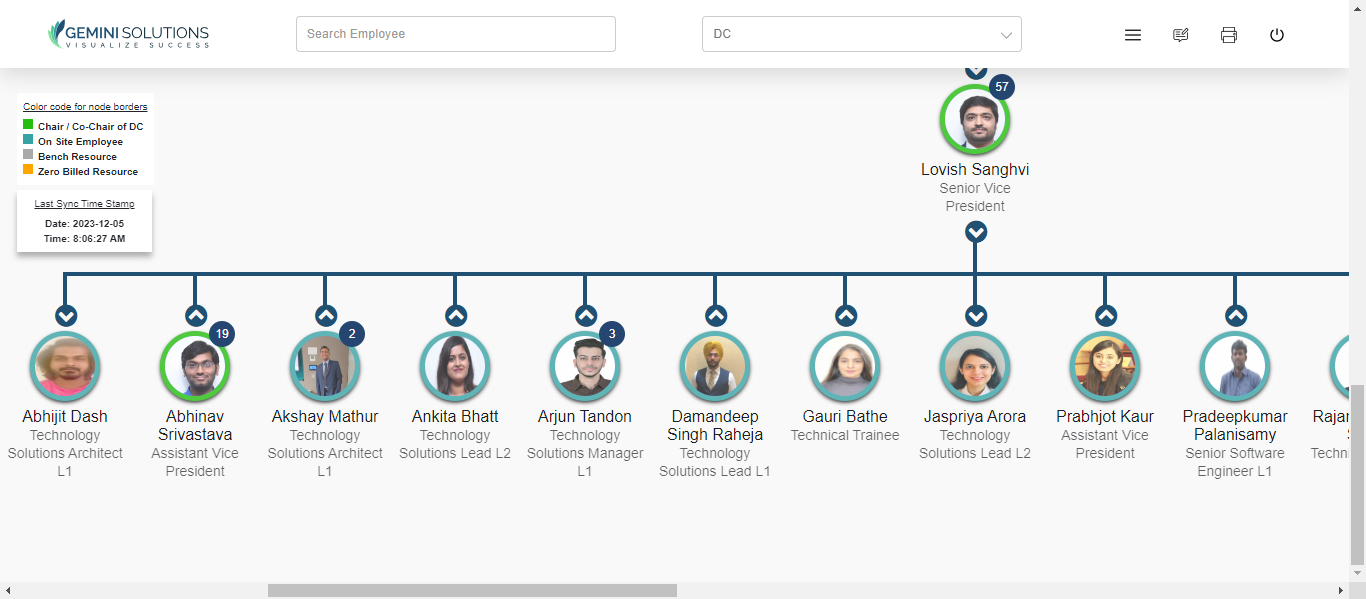 GEMINI SOLUTIONS
VISUALIZE SUCCESS
Search Employee
DC
57
Color code for node borders
Chair / Co-Chair of DC
On Site Employee
Bench Resource
Zero Billed Resource
Last Sync Time Stamp
Date: 2023-12-05
Time: 8:06:27 AM
Lovish Sanghvi
Senior Vice
President
Abhijit Dash
Technology
Solutions Architect
L1
19
Abhinav
Srivastava
Assistant Vice
President
2
Akshay Mathur
Technology
Solutions Architect
L1
Ankita Bhatt
Technology
Solutions Lead L2
3
Arjun Tandon
Technology
Solutions Manager
L1
Damandeep
Singh Raheja
Technology
Solutions Lead L1
Gauri Bathe
Technical Trainee
Jaspriya Arora
Technology
Solutions Lead L2
Prabhjot Kaur
Assistant Vice
President
Pradeepkumar
Palanisamy
Senior Software
Engineer L1